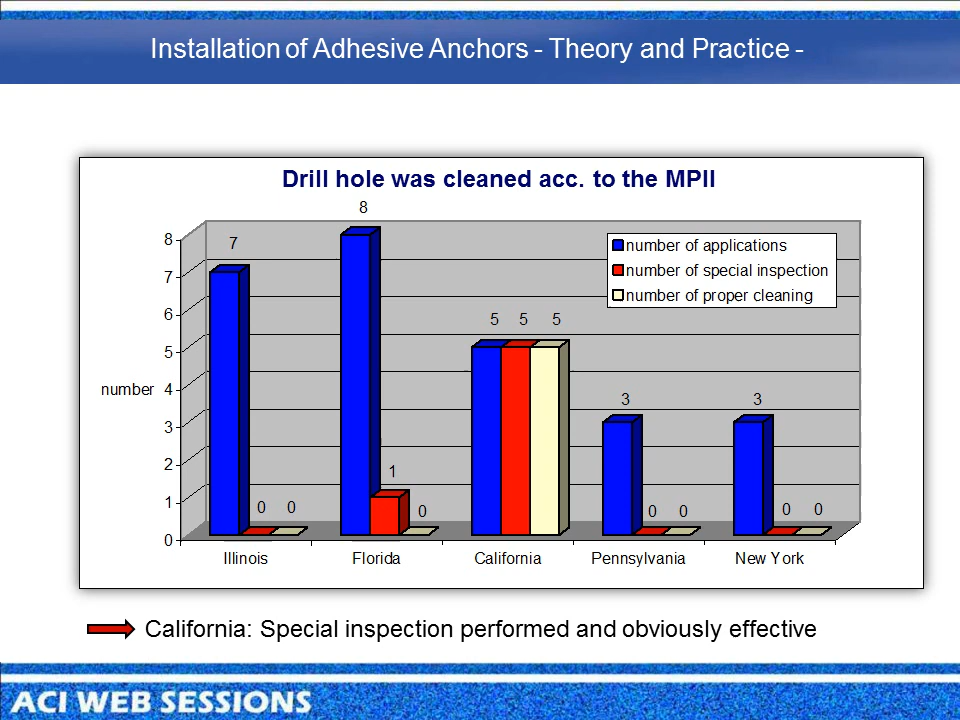 Installation of Adhesive Anchors - Theory and Practice -
Drill hole was cleaned acc. to the MPII
8
8
7
number of applications
7
number of special inspection
6
number of proper cleaning
5 5 5
5
number 4
3 3
3
2
1
1
0 0 0 0 0 0 0
0
Illinois Florida California Pennsylvania New York
California: Special inspection performed and obviously effective
ACI WEB SESSIONS